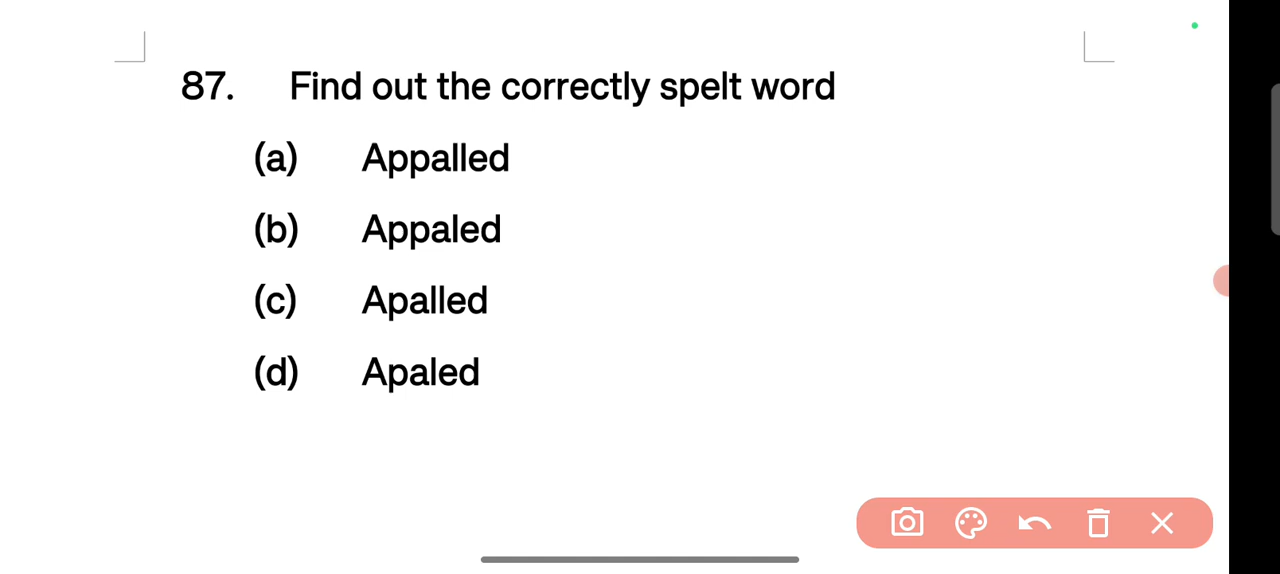 87. Find out the correctly spelt word
(a) Appalled
(b) Appaled
(c) Apalled
(d) Apaled